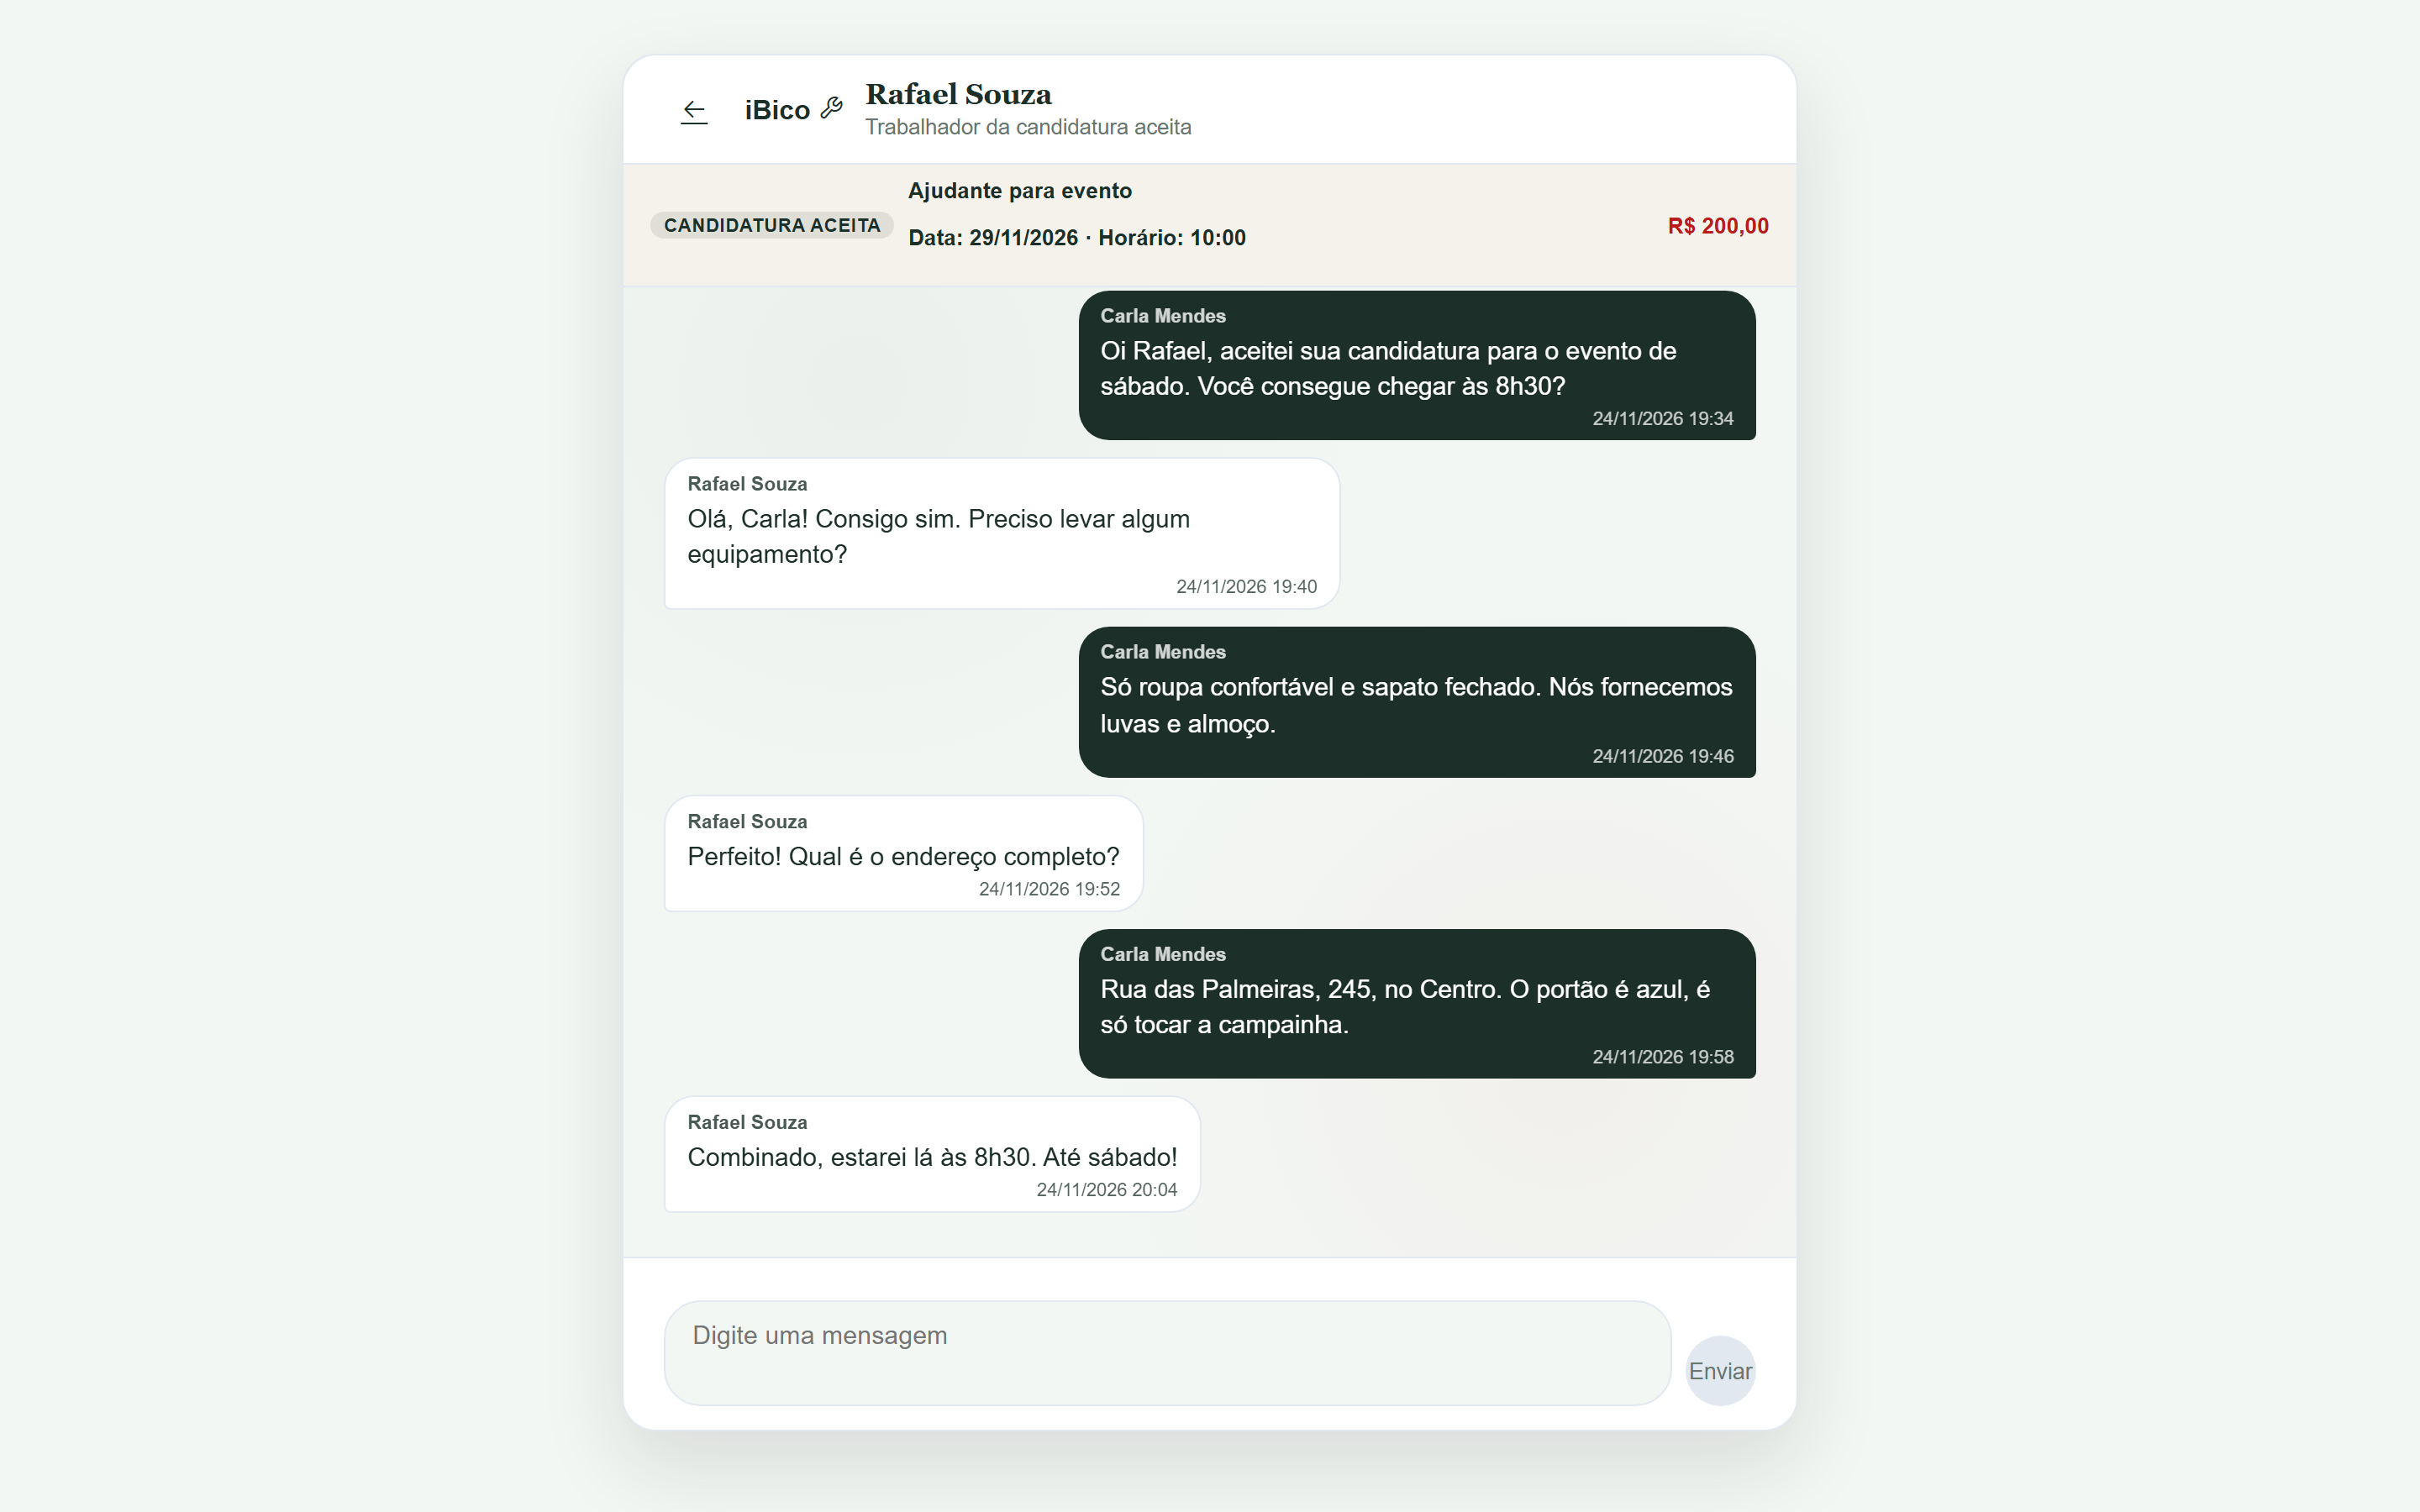 iBico
Rafael Souza
Trabalhador da candidatura aceita
CANDIDATURA ACEITA
Ajudante para evento
Data: 29/11/2026 · Horário: 10:00
R$ 200,00
Carla Mendes
Oi Rafael, aceitei sua candidatura para o evento de
sábado. Você consegue chegar às 8h30?
24/11/2026 19:34
Rafael Souza
Olá, Carla! Consigo sim. Preciso levar algum
equipamento?
24/11/2026 19:40
Carla Mendes
Só roupa confortável e sapato fechado. Nós fornecemos
luvas e almoço.
24/11/2026 19:46
Rafael Souza
Perfeito! Qual é o endereço completo?
24/11/2026 19:52
Carla Mendes
Rua das Palmeiras, 245, no Centro. O portão é azul, é
só tocar a campainha.
24/11/2026 19:58
Rafael Souza
Combinado, estarei lá às 8h30. Até sábado!
24/11/2026 20:04
Digite uma mensagem
Enviar